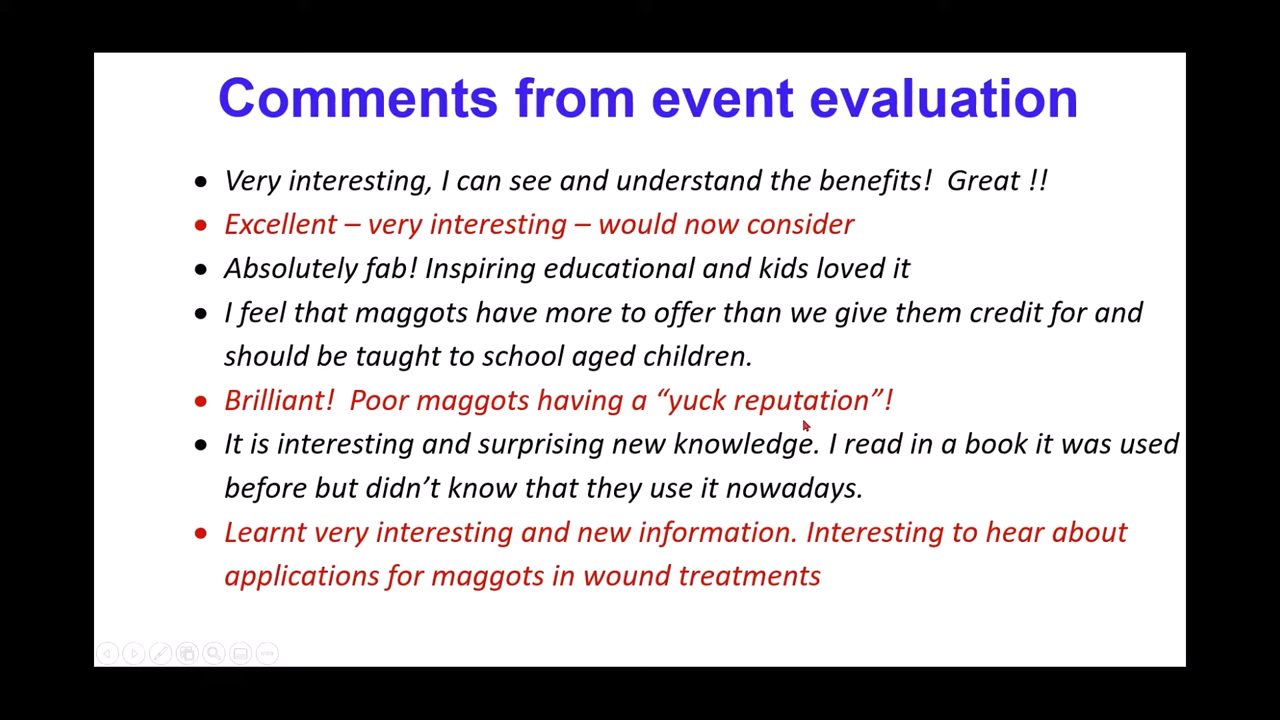 Comments from event evaluation
• Very interesting, I can see and understand the benefits!  Great !!
• Excellent – very interesting – would now consider
• Absolutely fab! Inspiring educational and kids loved it
• I feel that maggots have more to offer than we give them credit for and
should be taught to school aged children.
• Brilliant!  Poor maggots having a “yuck reputation”!
• It is interesting and surprising new knowledge. I read in a book it was used
before but didn’t know that they use it nowadays.
• Learnt very interesting and new information. Interesting to hear about
applications for maggots in wound treatments